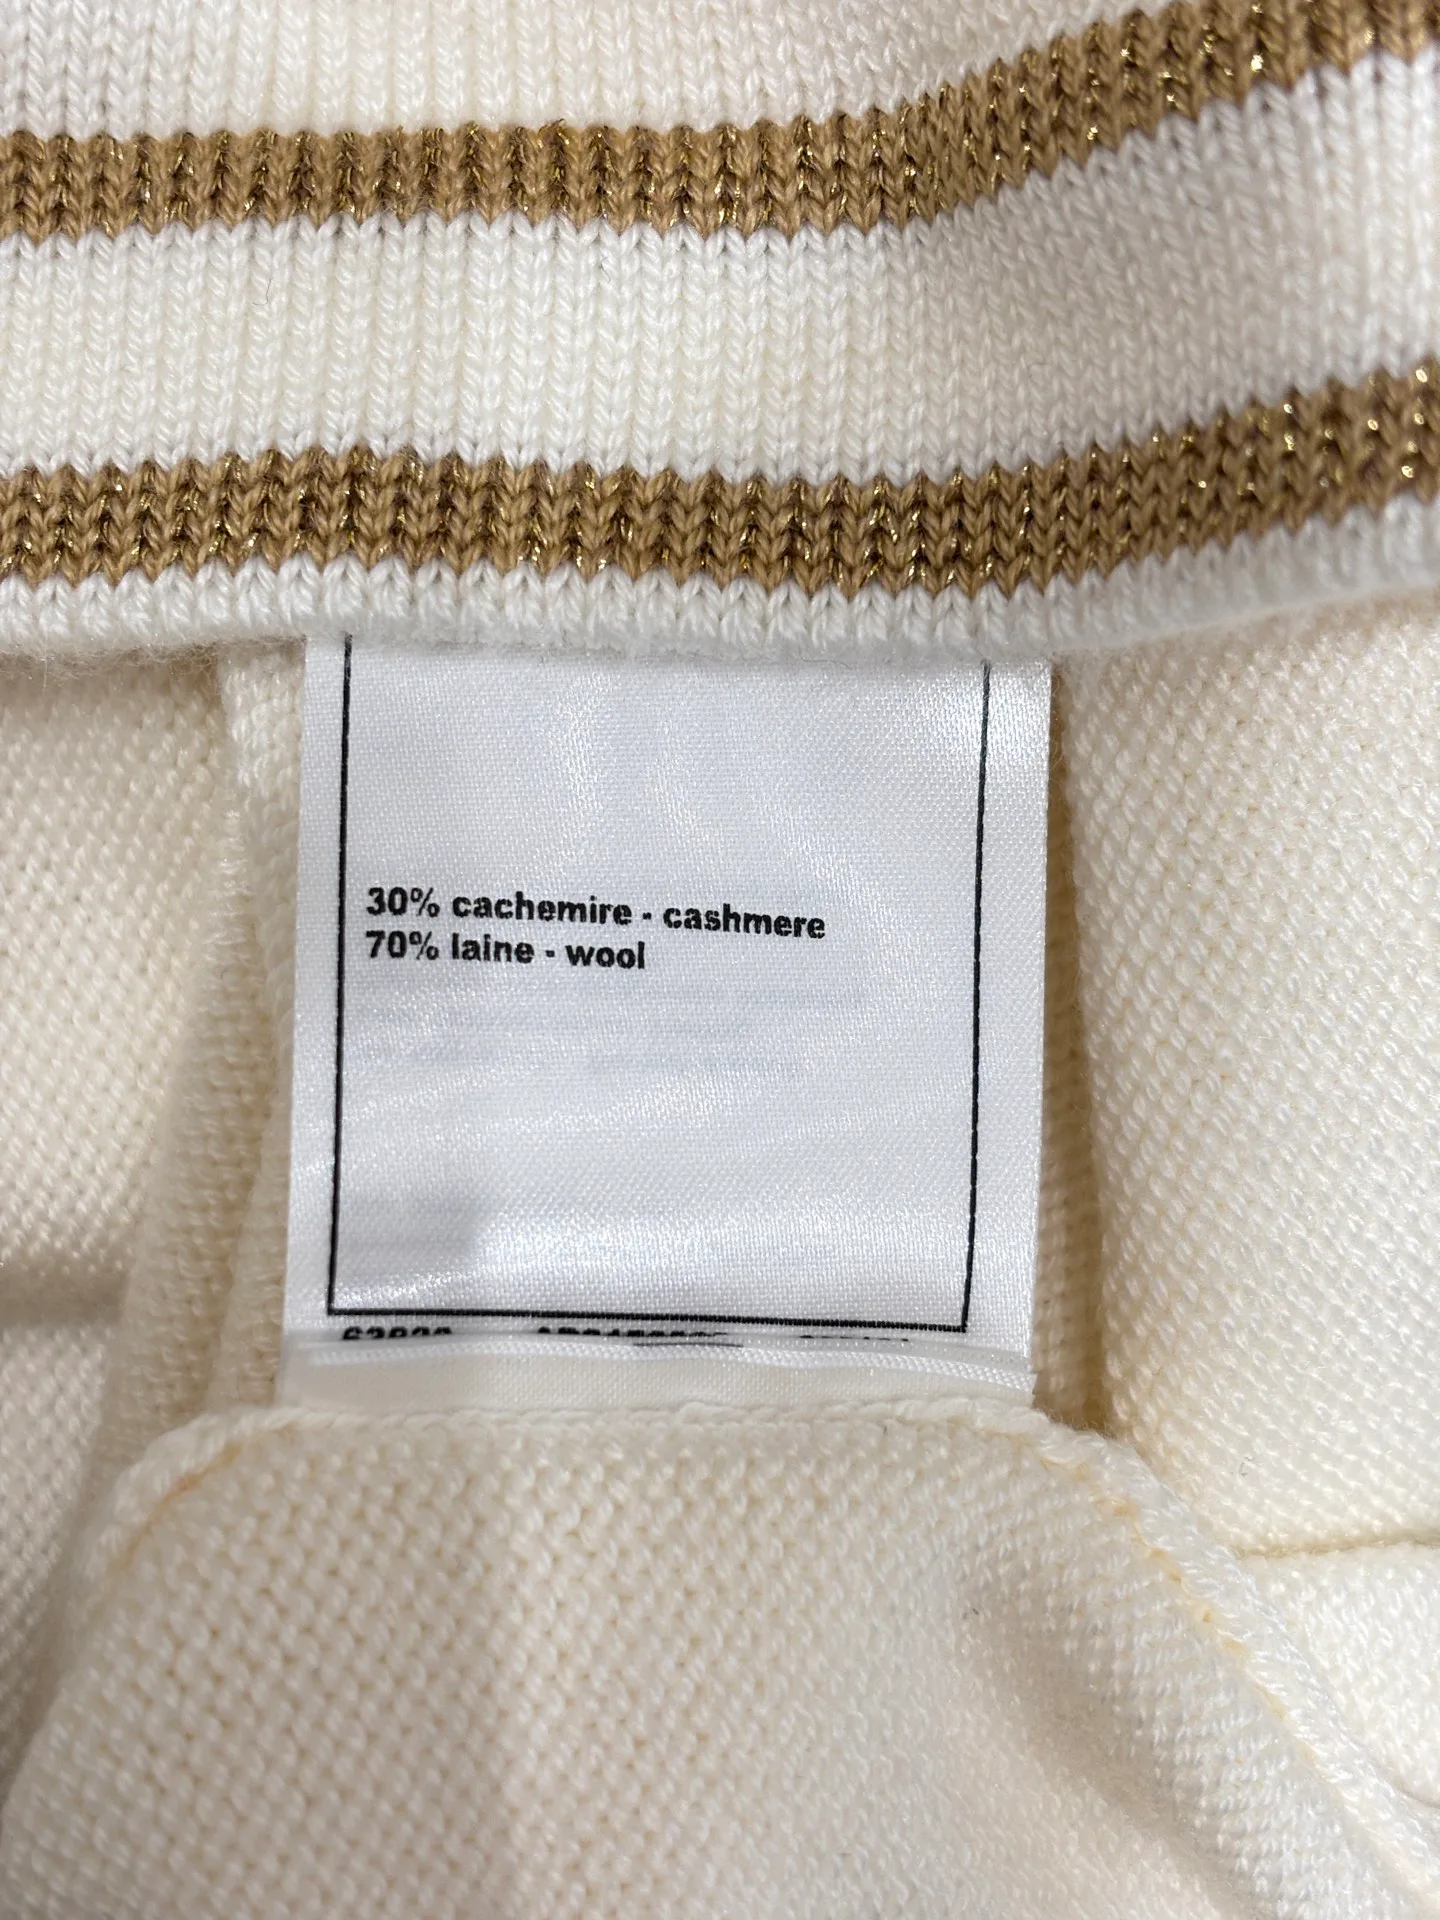 30% cachemire - cashmere
70% laine - wool